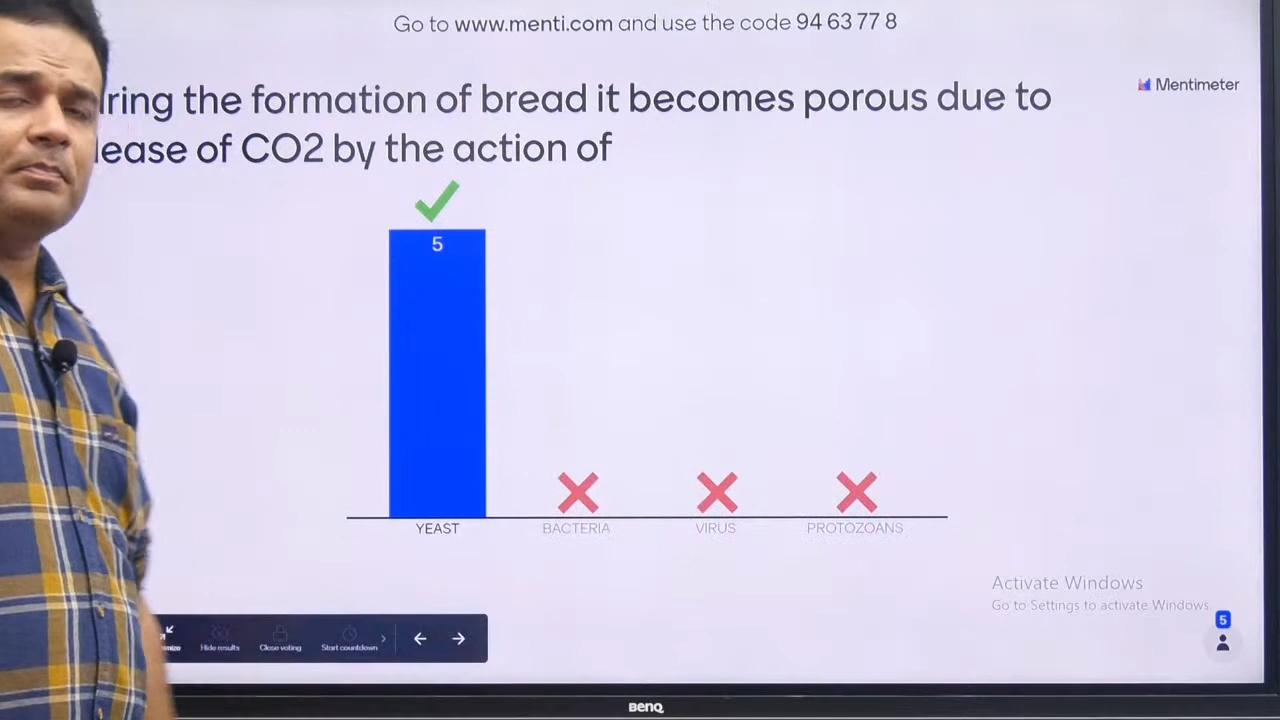 Go to www.menti.com and use the code 94 63 77 8
Mentimeter
the formation of bread it becomes porous due to
of CO2 by the action of
5
YEAST
BACTERIA
VIRUS
PROTOZOANS
Activate Windows
Go to Settings to activate Windows.
5
Hide results
Close voting
Start countdown
BenQ